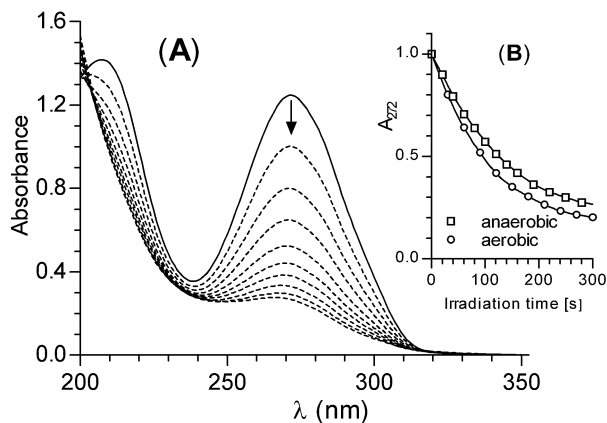 (A)
Absorbance
1.6
1.2
0.8
0.4
0.0
200
250
300
350
λ (nm)
(B)
A272
1.0
0.5
0.0
□ anaerobic
○ aerobic
0
100
200
300
Irradiation time [s]